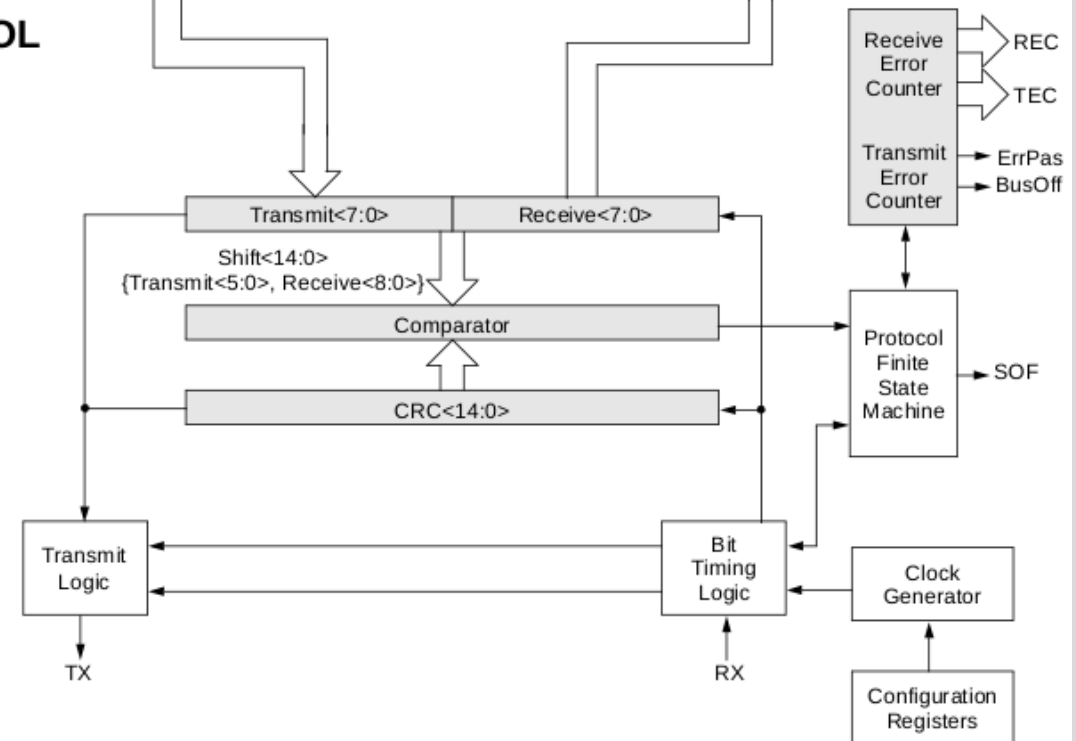 OL
Receive
Error
Counter
REC
TEC
Transmit
Error
Counter
ErrPas
BusOff
Transmit<7:0>
Receive<7:0>
Shift<14:0>
{Transmit<5:0>, Receive<8:0>}
Comparator
Protocol
Finite
State
Machine
SOF
CRC<14:0>
Transmit
Logic
Bit
Timing
Logic
Clock
Generator
TX
RX
Configuration
Registers